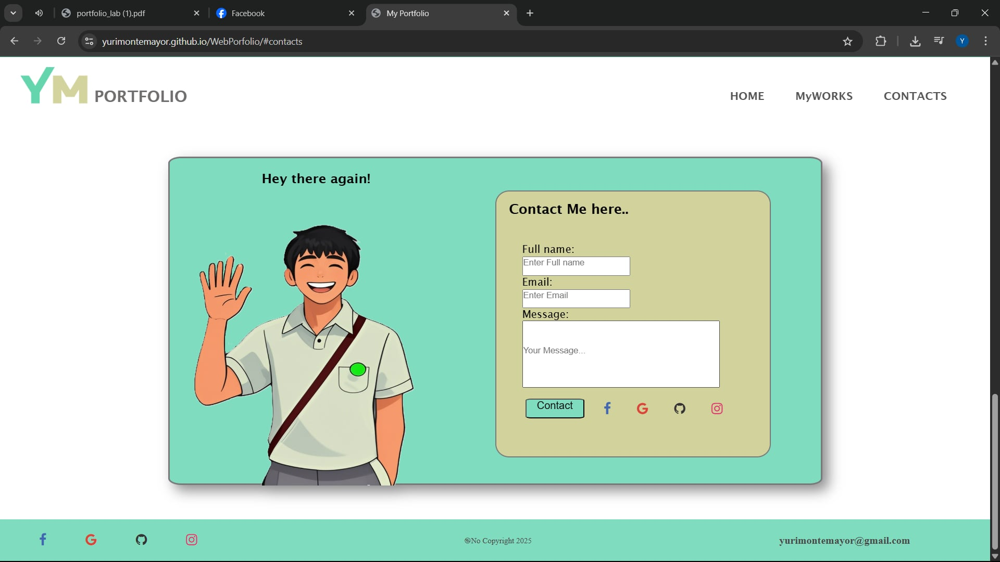 portfolio_lab (1).pdf
Facebook
My Portfolio
yurimontemayor.github.io/WebPorfolio/#contacts
Y
YM PORTFOLIO
HOME
MyWORKS
CONTACTS
Hey there again!
Contact Me here..
Full name:
Enter Full name
Email:
Enter Email
Message:
Your Message...
Contact
No Copyright 2025
yurimontemayor@gmail.com